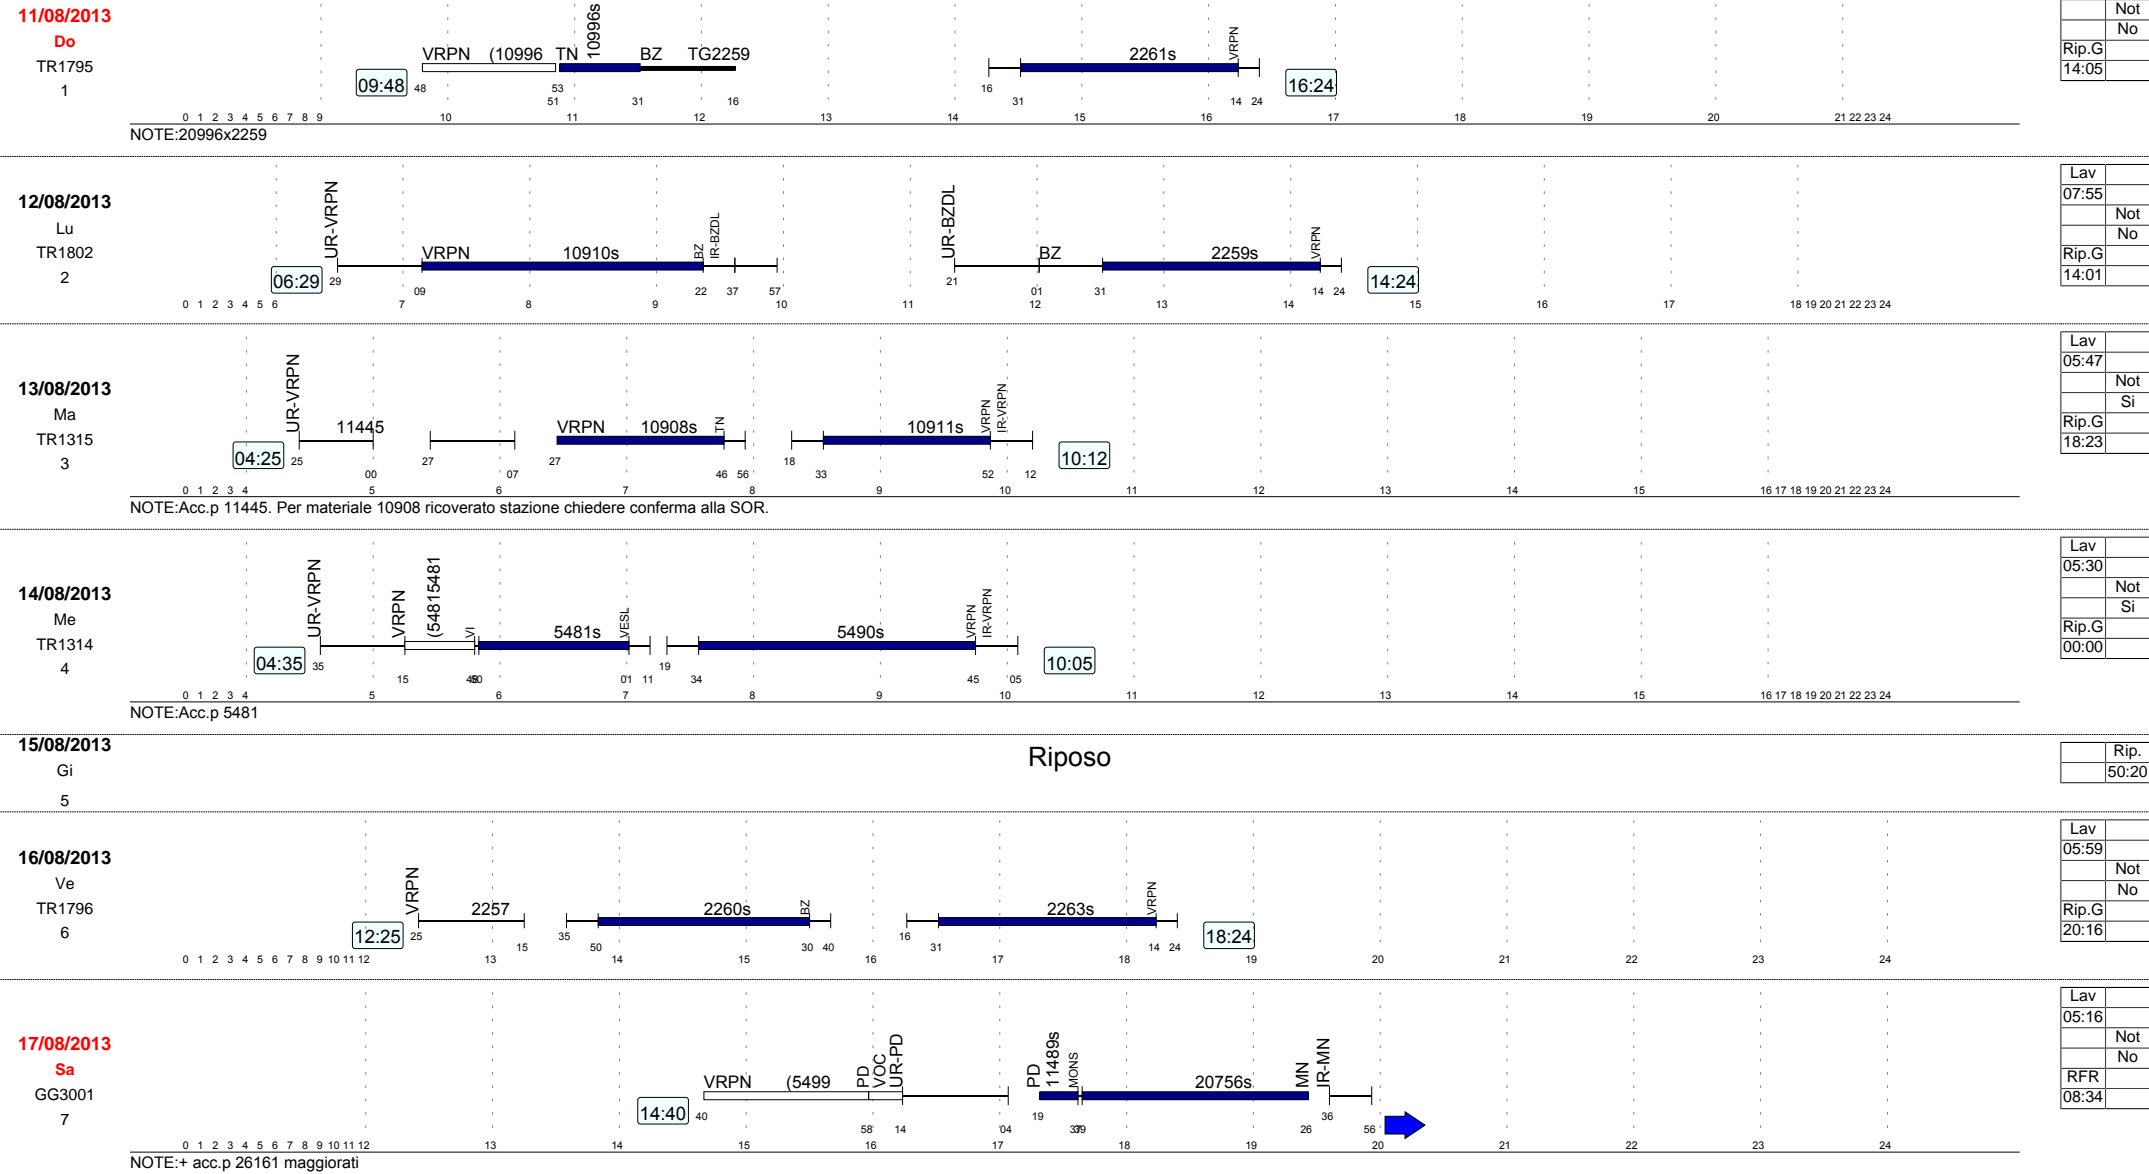 11/08/2013
Do
TR1795
1
09:48
VRPN (10996 TN 10996s BZ TG2259
48 53 51 31 16
2261s VRPN
16 31 14 24
16:24
0 1 2 3 4 5 6 7 8 9 10 11 12 13 14 15 16 17 18 19 20 21 22 23 24
NOTE:20996x2259
Not
No
Rip.G
14:05
12/08/2013
Lu
TR1802
2
06:29
UR-VRPN VRPN 10910s BZ IR-BZDL
29 09 22 37 57
UR-BZDL BZ 2259s VRPN
21 01 31 14 24
14:24
0 1 2 3 4 5 6 7 8 9 10 11 12 13 14 15 16 17 18 19 20 21 22 23 24
Lav
07:55
Not
No
Rip.G
14:01
13/08/2013
Ma
TR1315
3
04:25
UR-VRPN 11445 VRPN 10908s TN
25 00 27 07 27 46 56
10911s VRPN IR-VRPN
18 33 52 12
10:12
0 1 2 3 4 5 6 7 8 9 10 11 12 13 14 15 16 17 18 19 20 21 22 23 24
NOTE:Acc.p 11445. Per materiale 10908 ricoverato stazione chiedere conferma alla SOR.
Lav
05:47
Not
Si
Rip.G
18:23
14/08/2013
Me
TR1314
4
04:35
UR-VRPN VRPN (54815481 VI 5481s VESL
35 15 01 11
5490s VRPN IR-VRPN
19 34 45 05
10:05
0 1 2 3 4 5 6 7 8 9 10 11 12 13 14 15 16 17 18 19 20 21 22 23 24
NOTE:Acc.p 5481
Lav
05:30
Not
Si
Rip.G
00:00
15/08/2013
Gi
5
Riposo
Rip.
50:20
16/08/2013
Ve
TR1796
6
12:25
VRPN 2257 2260s BZ
25 15 35 50 30 40
2263s VRPN
16 31 14 24
18:24
0 1 2 3 4 5 6 7 8 9 10 11 12 13 14 15 16 17 18 19 20 21 22 23 24
Lav
05:59
Not
No
Rip.G
20:16
17/08/2013
Sa
GG3001
7
14:40
VRPN (5499 PD VOC UR-PD
40 58 14 04
PD 11489s MONS 20756s MN IR-MN
19 26 36 56
0 1 2 3 4 5 6 7 8 9 10 11 12 13 14 15 16 17 18 19 20 21 22 23 24
NOTE:+ acc.p 26161 maggiorati
Lav
05:16
Not
No
RFR
08:34